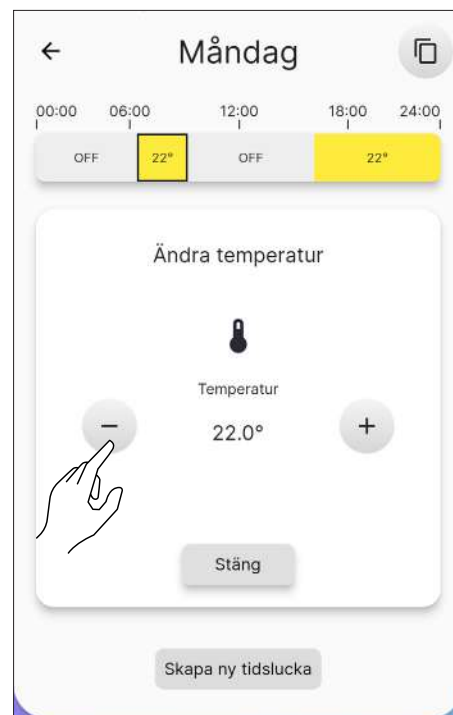 Måndag
00:00 06:00 12:00 18:00 24:00
OFF 22° OFF 22°
Ändra temperatur
Temperatur
22.0°
− +
Stäng
Skapa ny tidslucka